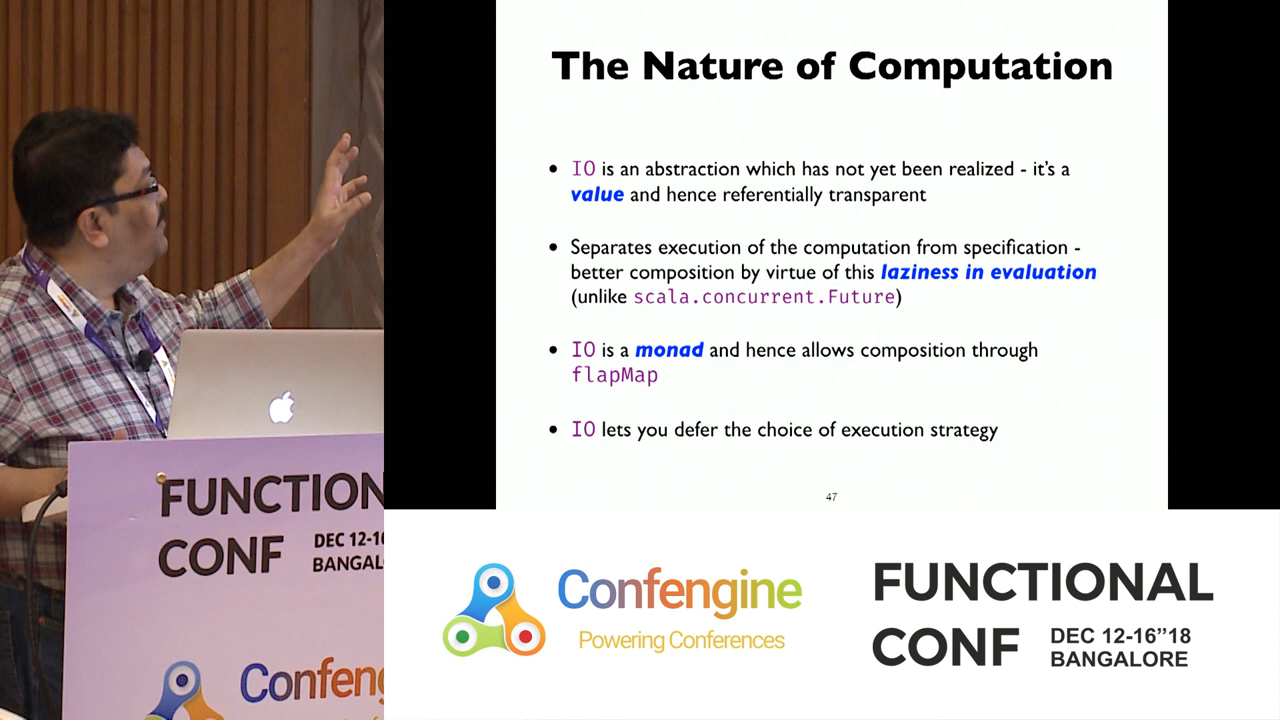 The Nature of Computation
• IO is an abstraction which has not yet been realized - it's a
value and hence referentially transparent
• Separates execution of the computation from specification -
better composition by virtue of this laziness in evaluation
(unlike scala.concurrent.Future)
• IO is a monad and hence allows composition through
flapMap
• IO lets you defer the choice of execution strategy
47
FUNCTION
CONF
DEC 12-16
BANGAL
Confeng
Confengine
Powering Conferences
FUNCTIONAL
CONF
DEC 12-16"18
BANGALORE